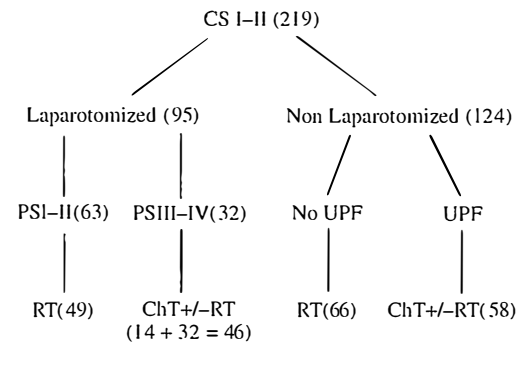 CS I–II (219)
Laparotomized (95) Non Laparotomized (124)
PSI–II(63) PSIII–IV(32) No UPF UPF
RT(49) ChT+/–RT RT(66) ChT+/–RT(58)
(14 + 32 = 46)